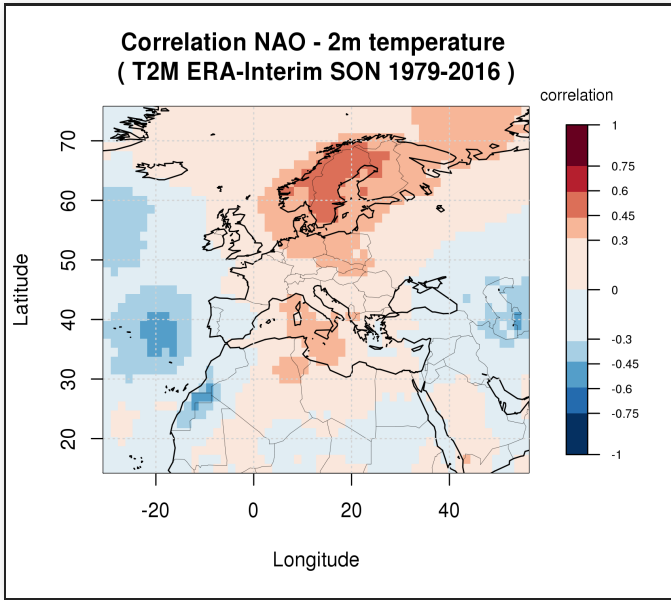 Correlation NAO - 2m temperature
( T2M ERA-Interim SON 1979-2016 )
correlation
1
0.75
0.6
0.45
0.3
0
-0.3
-0.45
-0.6
-0.75
-1
70
60
50
40
30
20
Latitude
-20 0 20 40
Longitude